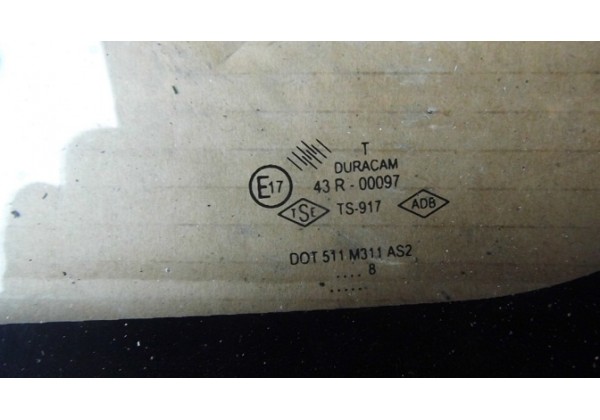 T
DURACAM
E17 43 R - 00097
TSE TS-917 ADB
DOT 511 M311 AS2
.... 8
......